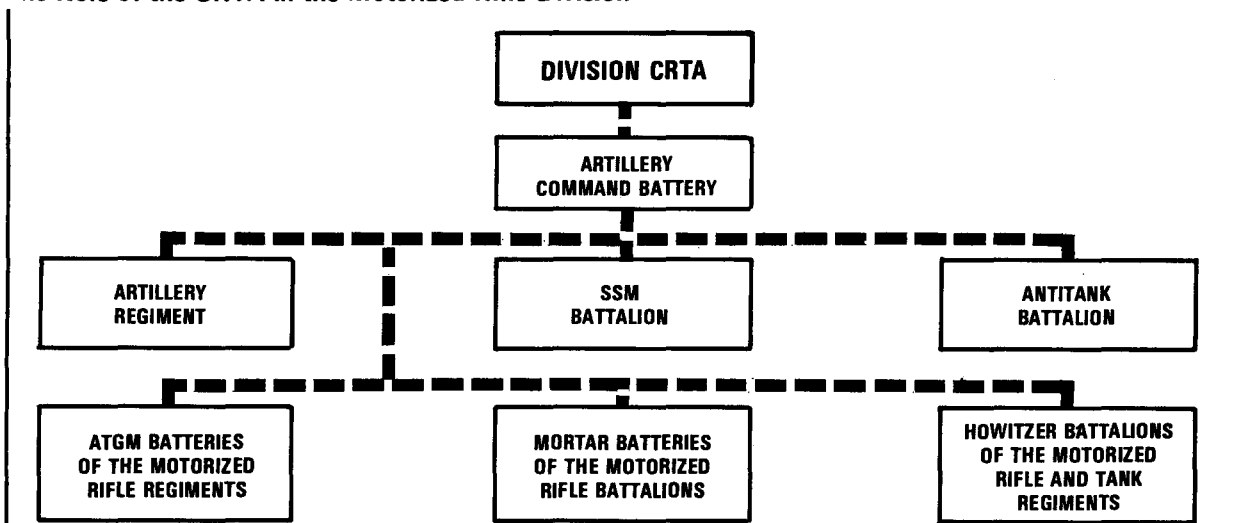 DIVISION CRTA
ARTILLERY
COMMAND BATTERY
ARTILLERY
REGIMENT
SSM
BATTALION
ANTITANK
BATTALION
ATGM BATTERIES
OF THE MOTORIZED
RIFLE REGIMENTS
MORTAR BATTERIES
OF THE MOTORIZED
RIFLE BATTALIONS
HOWITZER BATTALIONS
OF THE MOTORIZED
RIFLE AND TANK
REGIMENTS